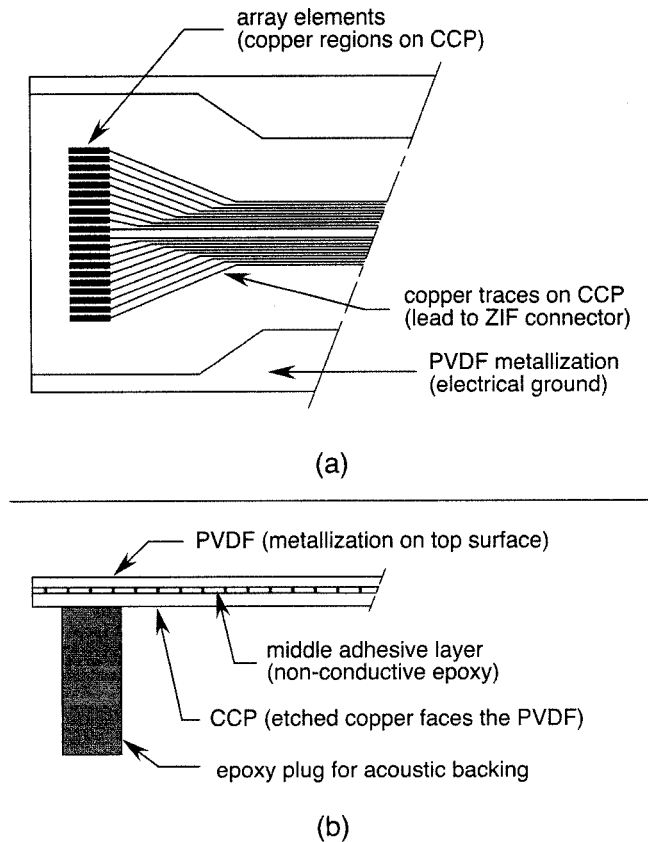 array elements
(copper regions on CCP)
copper traces on CCP
(lead to ZIF connector)
PVDF metallization
(electrical ground)
(a)
PVDF (metallization on top surface)
middle adhesive layer
(non-conductive epoxy)
CCP (etched copper faces the PVDF)
epoxy plug for acoustic backing
(b)